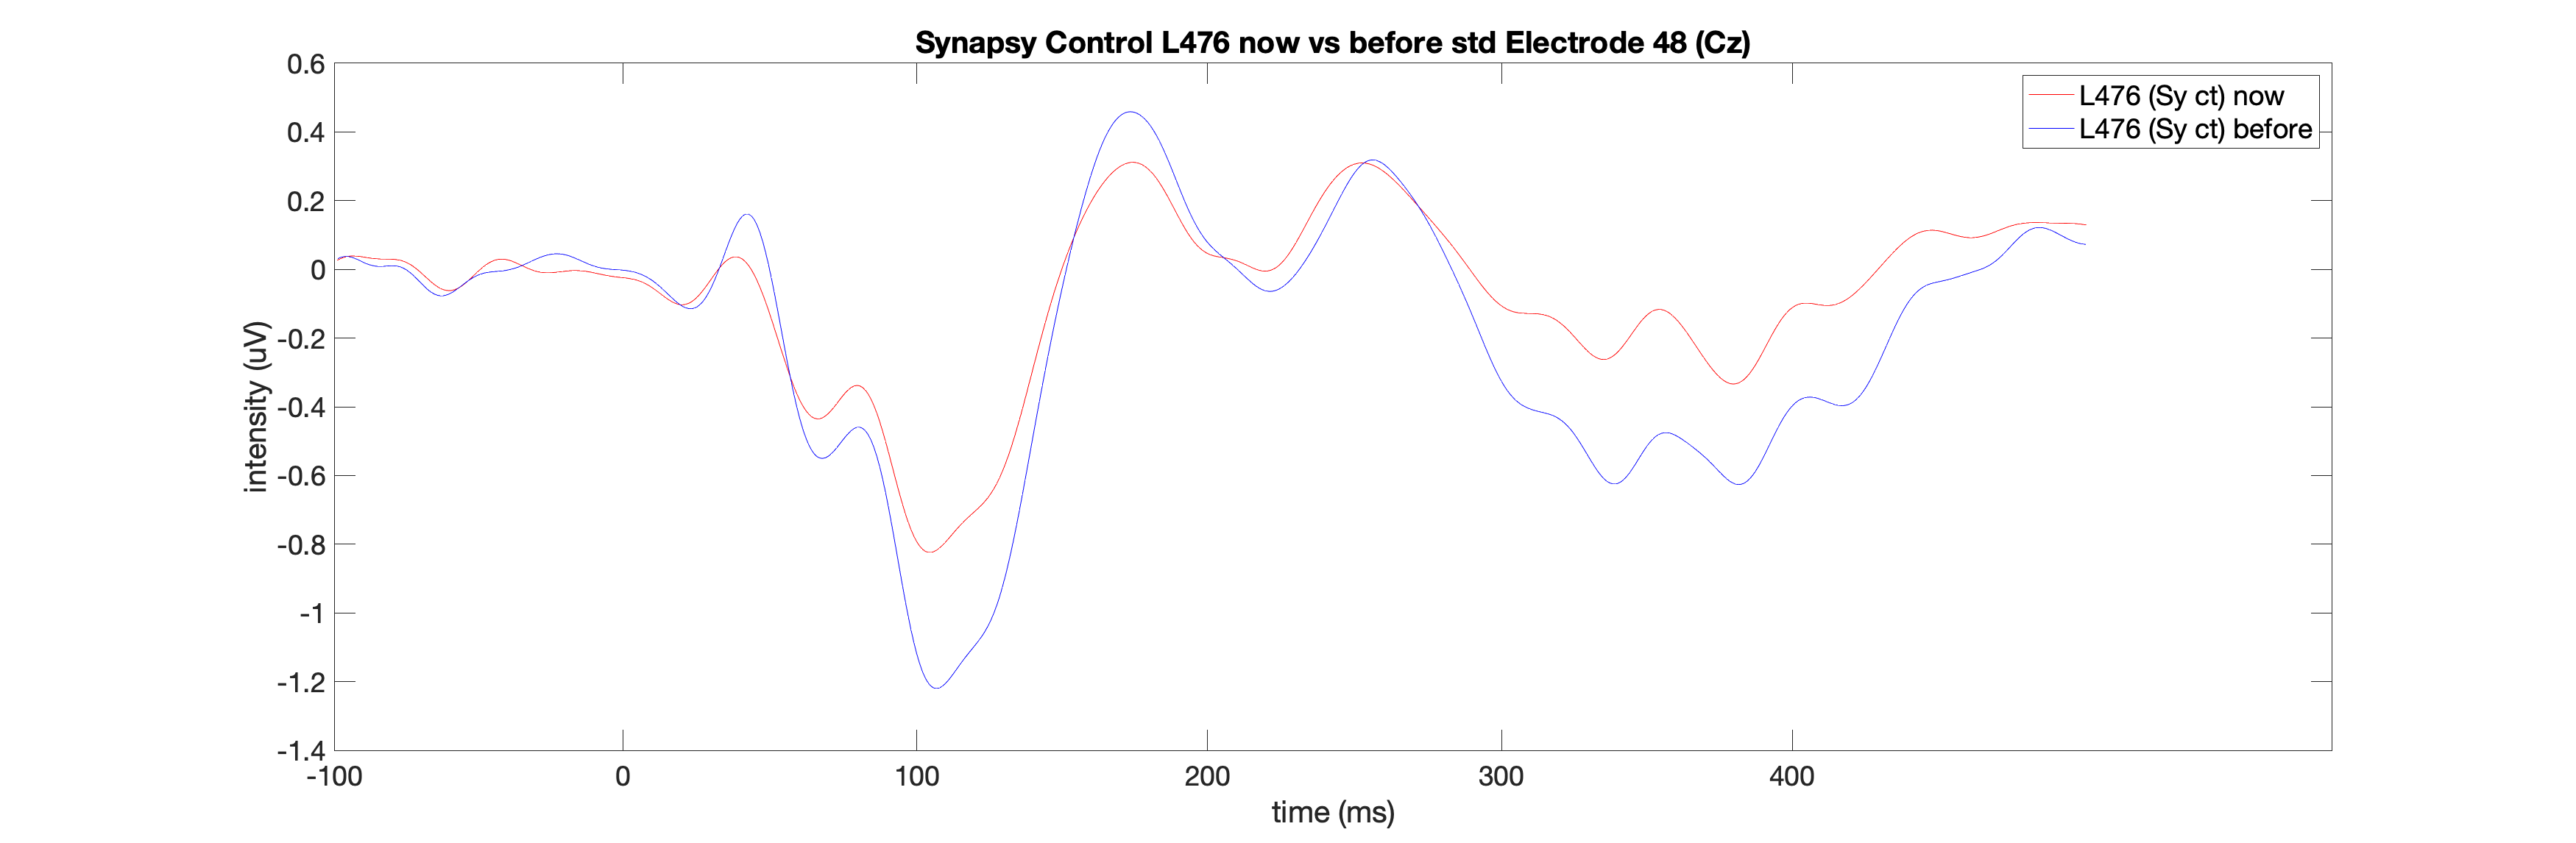 Synapsy Control L476 now vs before std Electrode 48 (Cz)
L476 (Sy ct) now
L476 (Sy ct) before
intensity (uV)
0.6
0.4
0.2
0
-0.2
-0.4
-0.6
-0.8
-1
-1.2
-1.4
-100 0 100 200 300 400
time (ms)